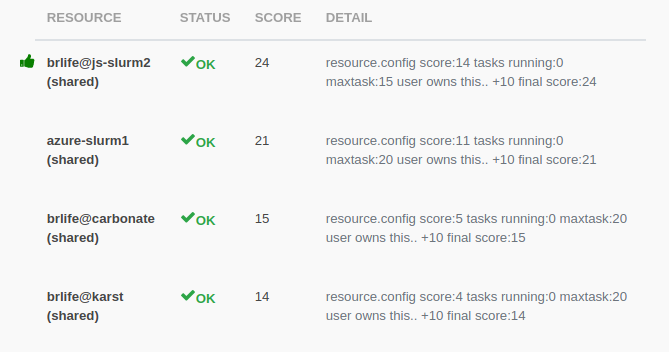 RESOURCE STATUS SCORE DETAIL
brlife@js-slurm2 OK 24 resource.config score:14 tasks running:0
(shared) maxtask:15 user owns this.. +10 final score:24
azure-slurm1 OK 21 resource.config score:11 tasks running:0
(shared) maxtask:20 user owns this.. +10 final score:21
brlife@carbonate OK 15 resource.config score:5 tasks running:0 maxtask:20
(shared) user owns this.. +10 final score:15
brlife@karst OK 14 resource.config score:4 tasks running:0 maxtask:20
(shared) user owns this.. +10 final score:14